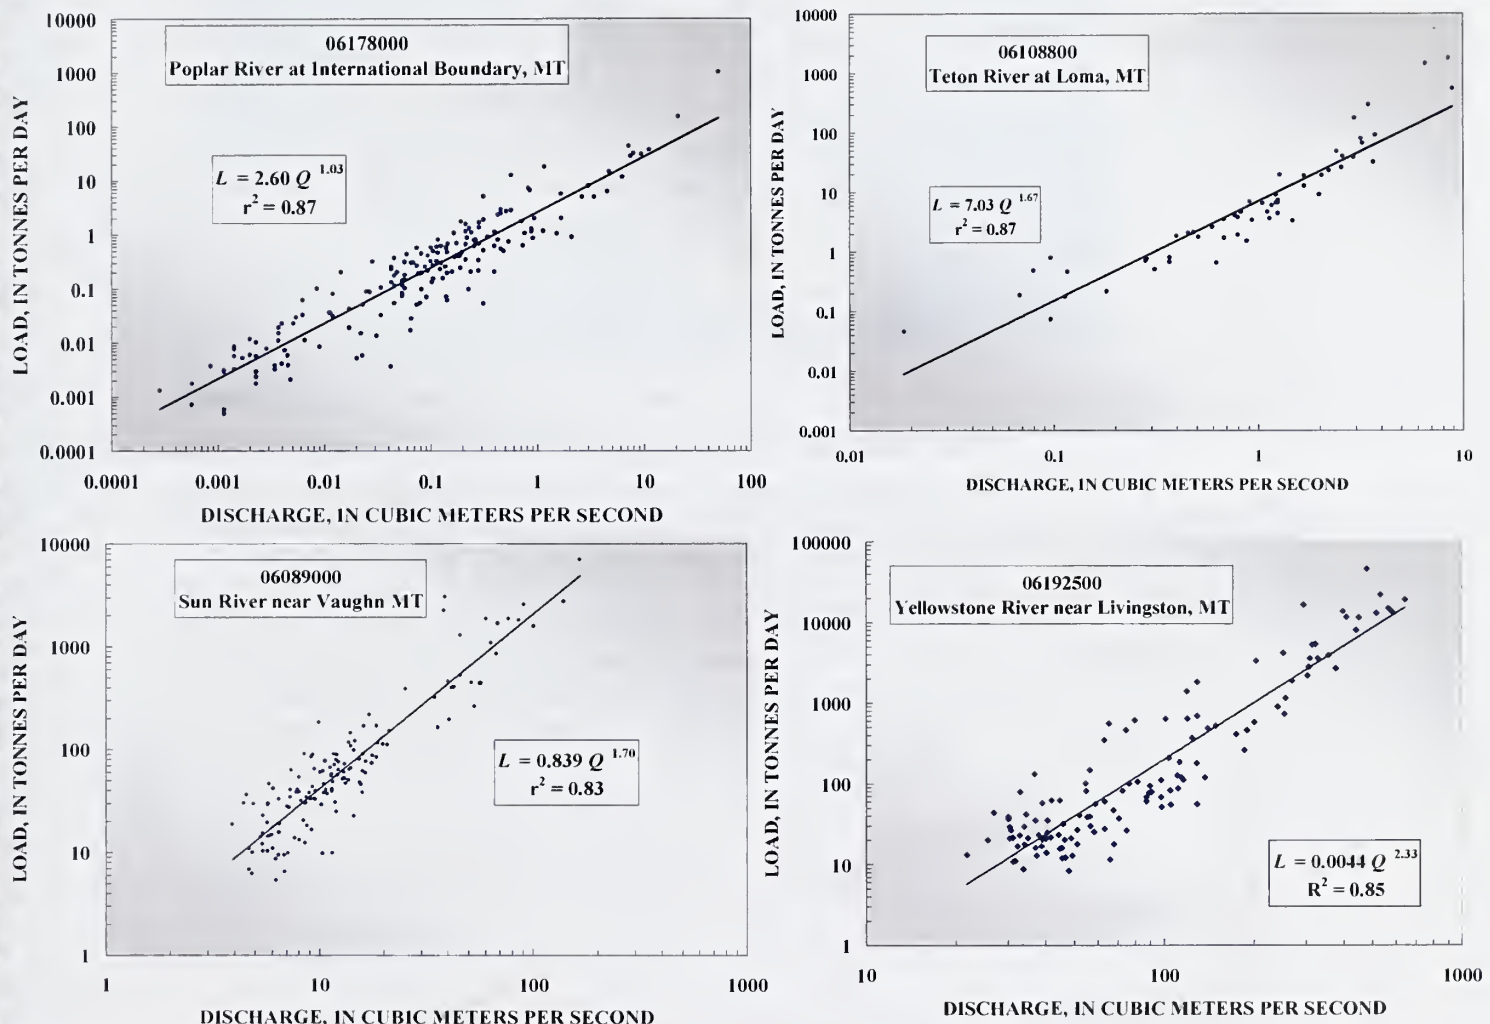 06178000
Poplar River at International Boundary, MT
L = 2.60 Q 1.03
r2 = 0.87
LOAD, IN TONNES PER DAY
10000
1000
100
10
1
0.1
0.01
0.001
0.0001
0.0001 0.001 0.01 0.1 1 10 100
DISCHARGE, IN CUBIC METERS PER SECOND
06108800
Teton River at Loma, MT
L = 7.03 Q 1.67
r2 = 0.87
LOAD, IN TONNES PER DAY
10000
1000
100
10
1
0.1
0.01
0.001
0.01 0.1 1 10
DISCHARGE, IN CUBIC METERS PER SECOND
06089000
Sun River near Vaughn MT
L = 0.839 Q 1.70
r2 = 0.83
LOAD, IN TONNES PER DAY
10000
1000
100
10
1
1 10 100 1000
DISCHARGE, IN CUBIC METERS PER SECOND
06192500
Yellowstone River near Livingston, MT
L = 0.0044 Q 2.33
R2 = 0.85
LOAD, IN TONNES PER DAY
100000
10000
1000
100
10
1
10 100 1000
DISCHARGE, IN CUBIC METERS PER SECOND